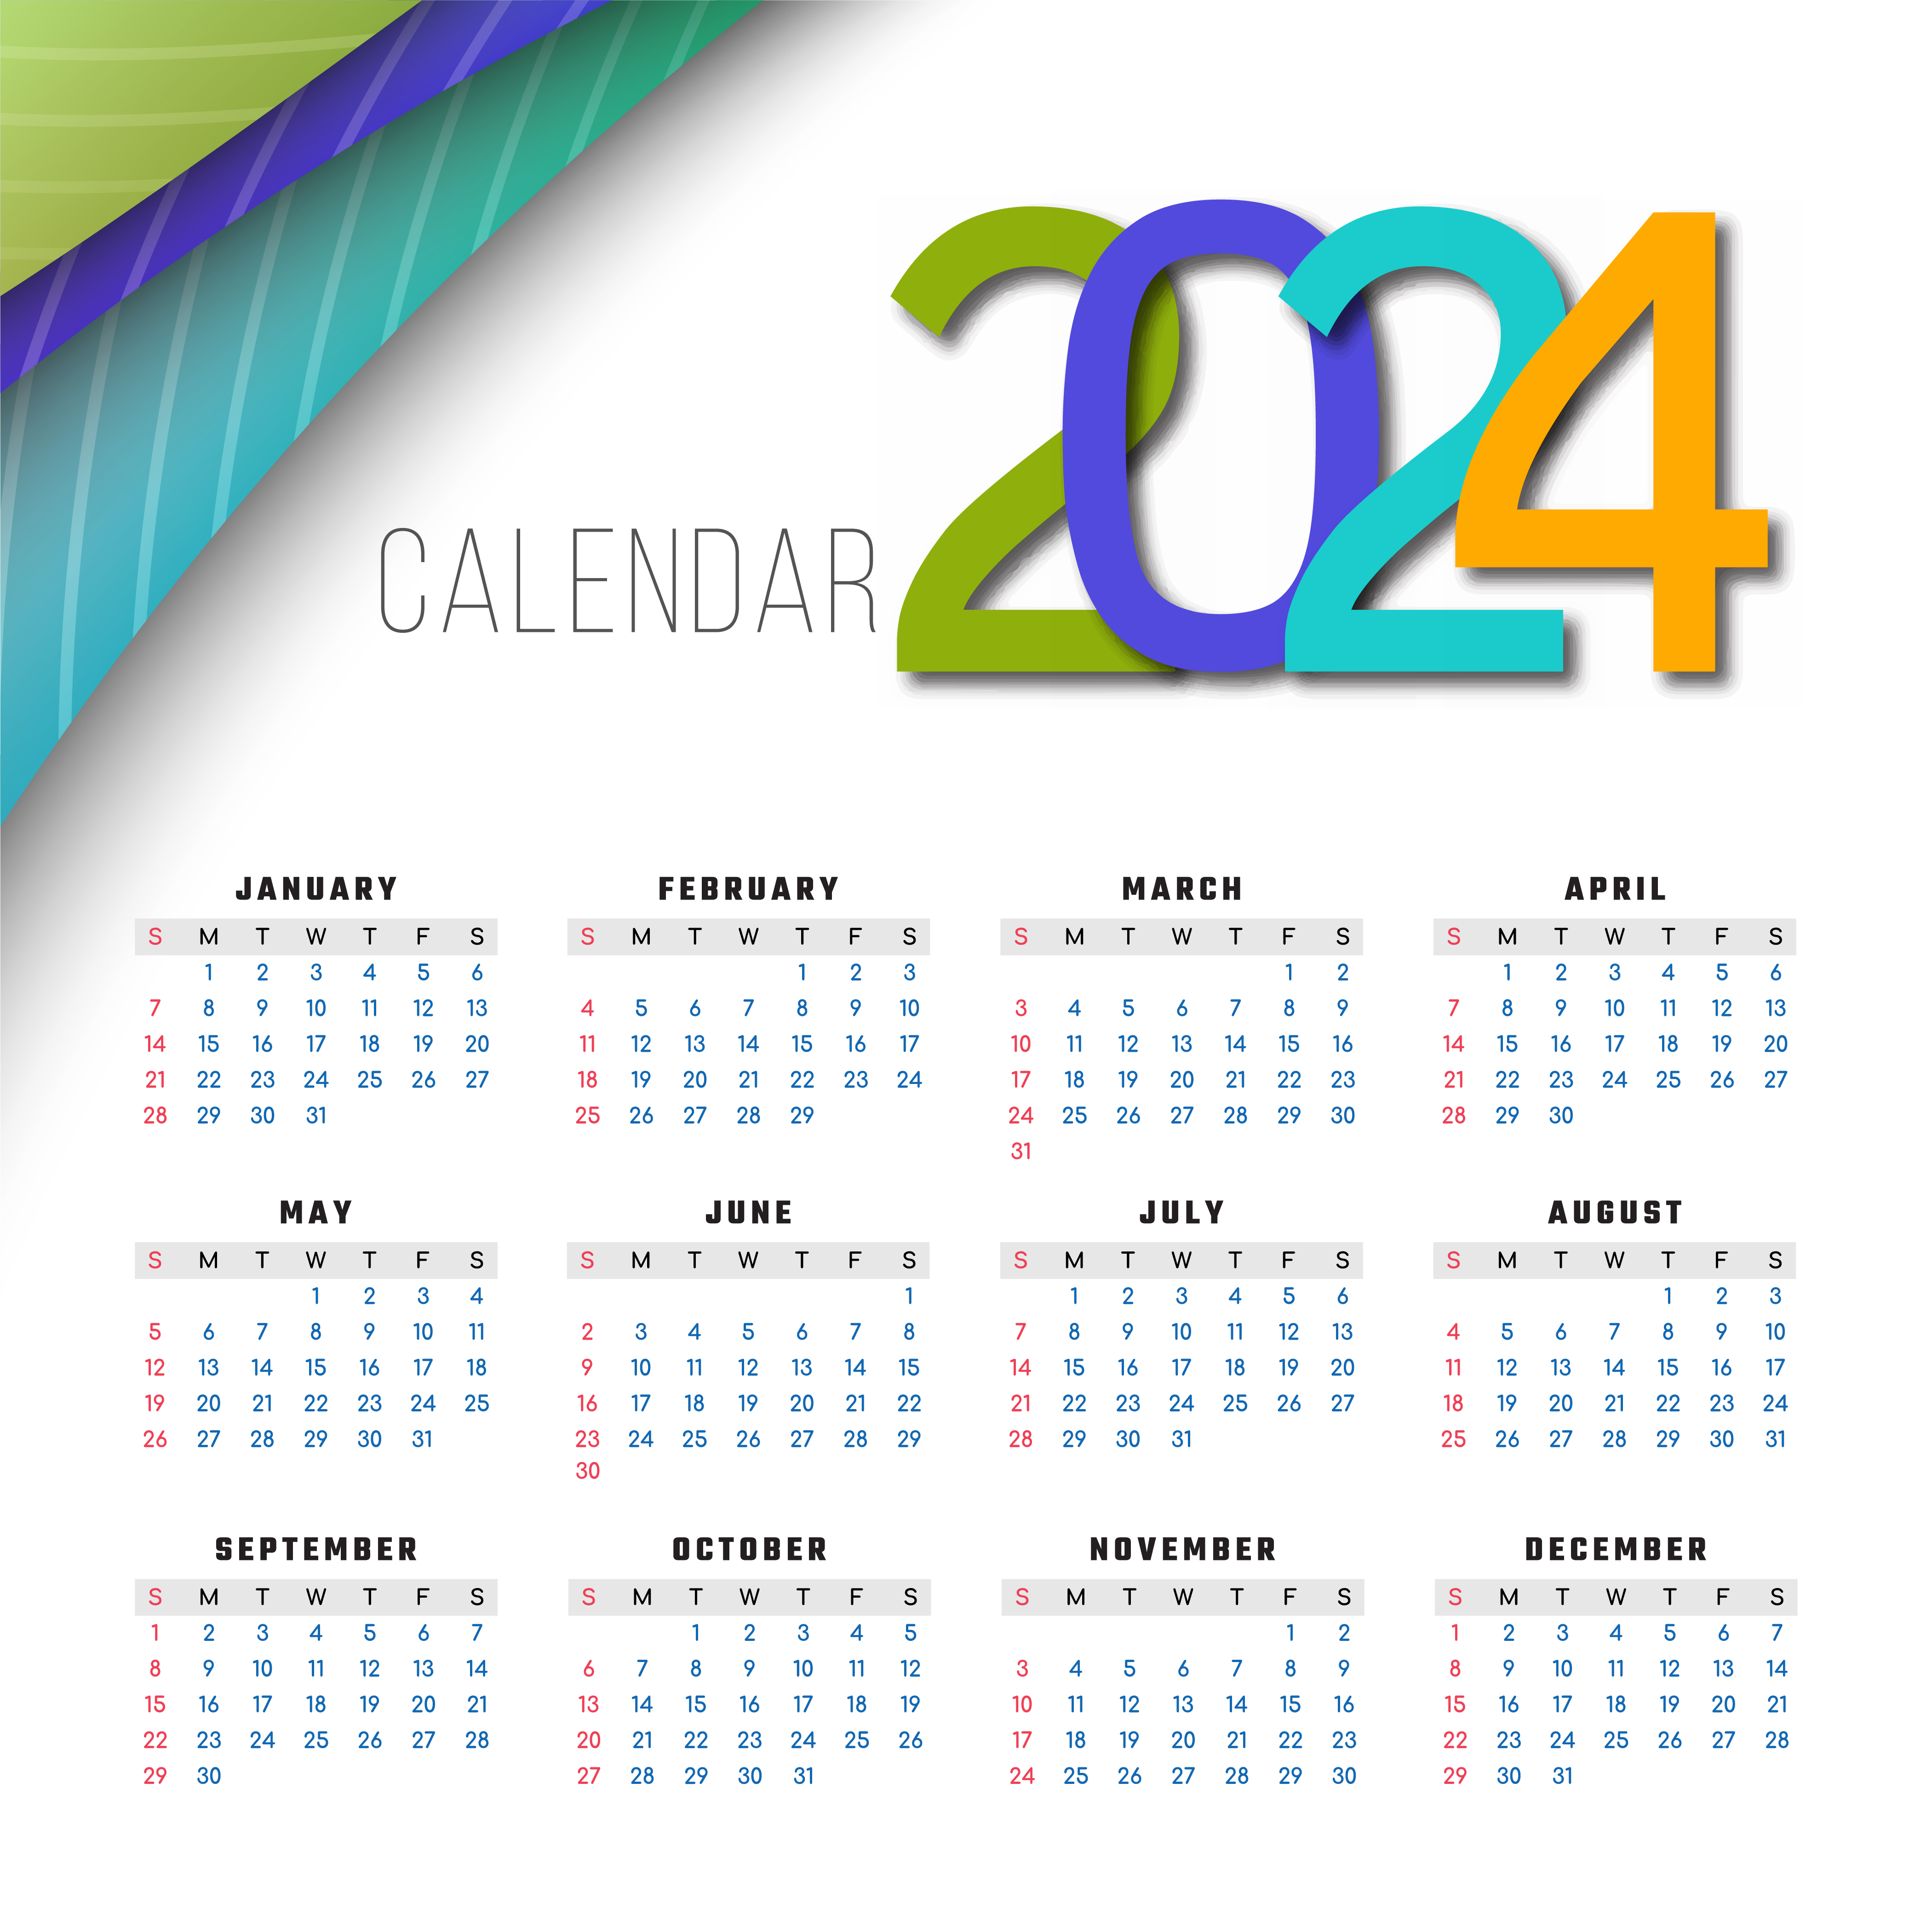 CALENDAR 2024
JANUARY
S M T W T F S
1 2 3 4 5 6
7 8 9 10 11 12 13
14 15 16 17 18 19 20
21 22 23 24 25 26 27
28 29 30 31
FEBRUARY
S M T W T F S
1 2 3
4 5 6 7 8 9 10
11 12 13 14 15 16 17
18 19 20 21 22 23 24
25 26 27 28 29
MARCH
S M T W T F S
1 2
3 4 5 6 7 8 9
10 11 12 13 14 15 16
17 18 19 20 21 22 23
24 25 26 27 28 29 30
31
APRIL
S M T W T F S
1 2 3 4 5 6
7 8 9 10 11 12 13
14 15 16 17 18 19 20
21 22 23 24 25 26 27
28 29 30
MAY
S M T W T F S
1 2 3 4
5 6 7 8 9 10 11
12 13 14 15 16 17 18
19 20 21 22 23 24 25
26 27 28 29 30 31
JUNE
S M T W T F S
1
2 3 4 5 6 7 8
9 10 11 12 13 14 15
16 17 18 19 20 21 22
23 24 25 26 27 28 29
30
JULY
S M T W T F S
1 2 3 4 5 6
7 8 9 10 11 12 13
14 15 16 17 18 19 20
21 22 23 24 25 26 27
28 29 30 31
AUGUST
S M T W T F S
1 2 3
4 5 6 7 8 9 10
11 12 13 14 15 16 17
18 19 20 21 22 23 24
25 26 27 28 29 30 31
SEPTEMBER
S M T W T F S
1 2 3 4 5 6 7
8 9 10 11 12 13 14
15 16 17 18 19 20 21
22 23 24 25 26 27 28
29 30
OCTOBER
S M T W T F S
1 2 3 4 5
6 7 8 9 10 11 12
13 14 15 16 17 18 19
20 21 22 23 24 25 26
27 28 29 30 31
NOVEMBER
S M T W T F S
1 2
3 4 5 6 7 8 9
10 11 12 13 14 15 16
17 18 19 20 21 22 23
24 25 26 27 28 29 30
DECEMBER
S M T W T F S
1 2 3 4 5 6 7
8 9 10 11 12 13 14
15 16 17 18 19 20 21
22 23 24 25 26 27 28
29 30 31